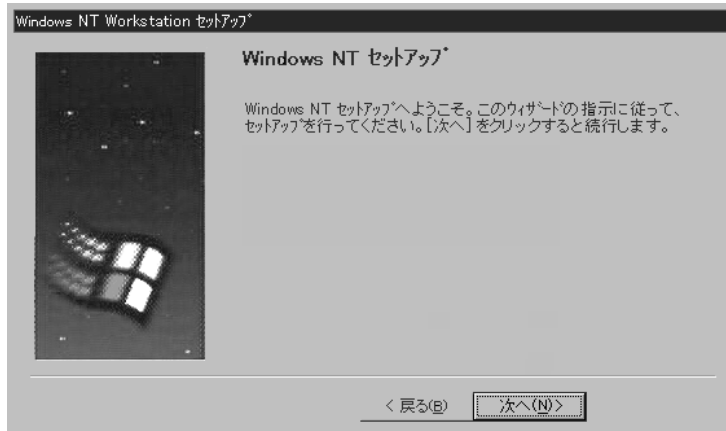 Windows NT Workstation ｾｯﾄｱｯﾌﾟ
Windows NT ｾｯﾄｱｯﾌﾟ
Windows NT ｾｯﾄｱｯﾌﾟへようこそ。このｳｨｻﾞｰﾄﾞの指示に従って、
ｾｯﾄｱｯﾌﾟを行ってください。[次へ] をクリックすると続行します。
< 戻る(B)
次へ(N) >